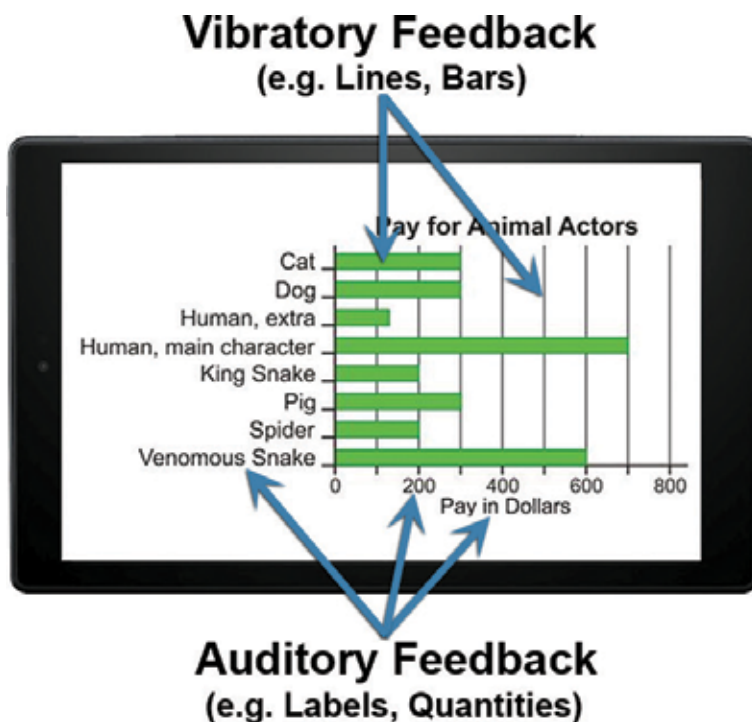 Vibratory Feedback
(e.g. Lines, Bars)
Pay for Animal Actors
Cat
Dog
Human, extra
Human, main character
King Snake
Pig
Spider
Venomous Snake
0 200 400 600 800
Pay in Dollars
Auditory Feedback
(e.g. Labels, Quantities)